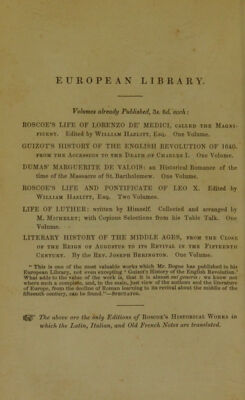 EUROPEAN LIBRARY.
Volumes already Published, 3s. 6d. each:
ROSCOE'S LIFE OF LORENZO DE' MEDICI, CALLED THE MAGNI-
FICENT. Edited by WILLIAM HAZLITT, Esq. One Volume.
GUIZOT'S HISTORY OF THE ENGLISH REVOLUTION OF 1640.
FROM THE ACCESSION TO THE DEATH OF CHARLES I. One Volume.
DUMAS' MARGUERITE DE VALOIS: an Historical Romance of the
time of the Massacre of St. Bartholomew. One Volume.
ROSCOE'S LIFE AND PONTIFICATE OF LEO X. Edited by
WILLIAM HAZLITT, Esq. Two Volumes.
LIFE OF LUTHER: written by Himself. Collected and arranged by
M. MICHELET; with Copious Selections from his Table Talk. One
Volume.
LITERARY HISTORY OF THE MIDDLE AGES, FROM THE CLOSE
OF THE REIGN OF AUGUSTUS TO ITS REVIVAL IN THE FIFTEENTH
CENTURY. By the REV. JOSEPH BERINGTON. One Volume.
"This is one of the most valuable works which Mr. Bogue has published in his
European Library, not even excepting 'Guizot's History of the English Revolution.'
What adds to the value of the work is, that it is almost sui generis: we know not
where such a complete, and, in the main, just view of the authors and the literature
of Europe, from the decline of Roman learning to its revival about the middle of the
fifteenth century, can be found."—SPECTATOR.
☞ The above are the only Editions of ROSCOE'S HISTORICAL WORKS in
which the Latin, Italian, and Old French Notes are translated.